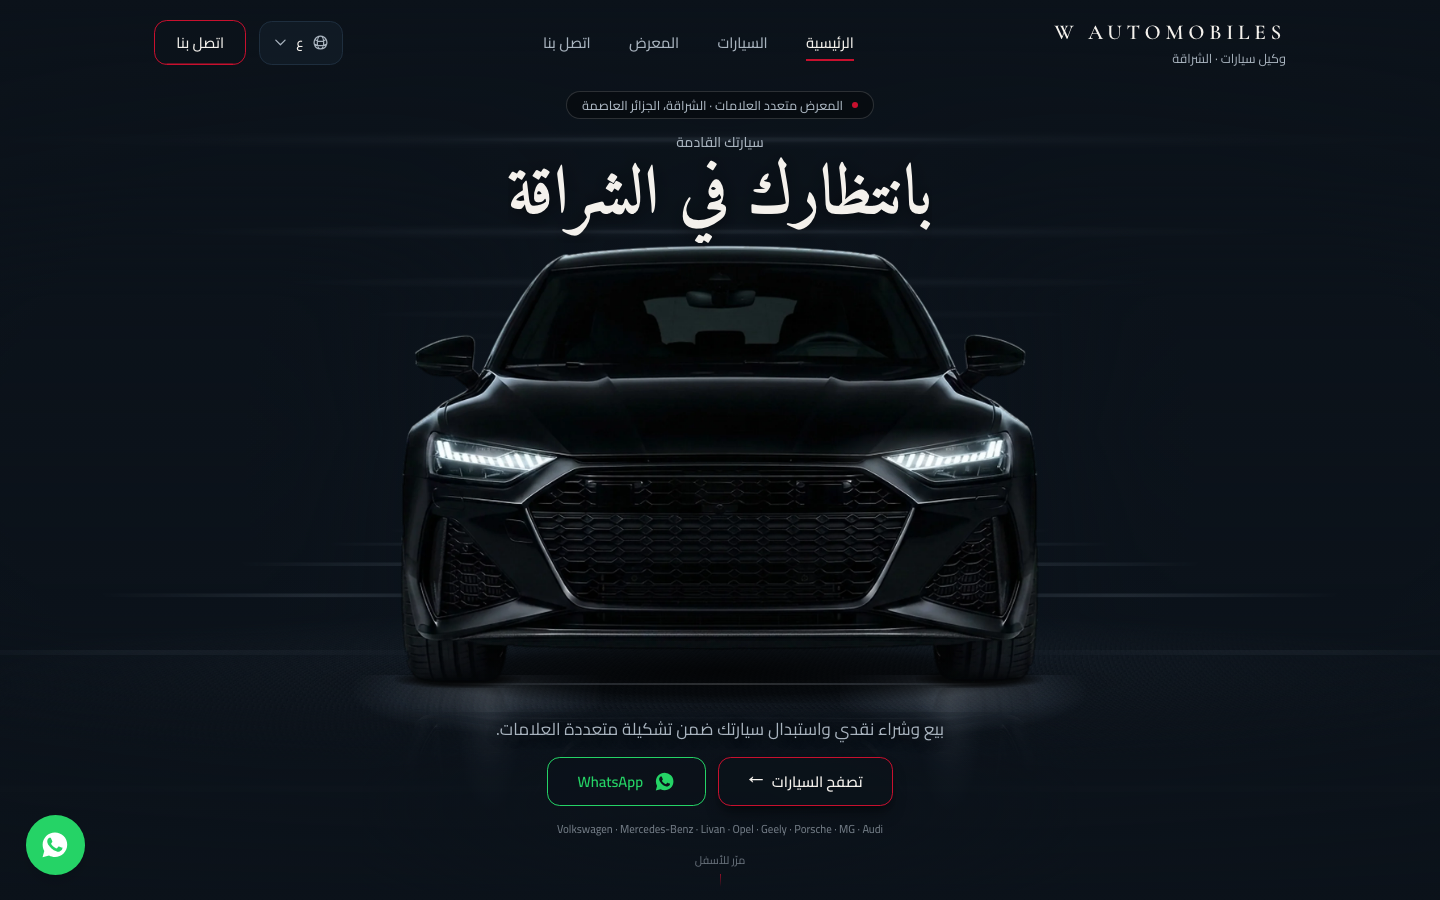 W AUTOMOBILES
وكيل سيارات · الشراقة
الرئيسية
السيارات
المعرض
اتصل بنا
ع
اتصل بنا
المعرض متعدد العلامات · الشراقة، الجزائر العاصمة
سيارتك القادمة
بانتظارك في الشراقة
بيع وشراء نقدي واستبدال سيارتك ضمن تشكيلة متعددة العلامات.
تصفح السيارات ←
WhatsApp
Volkswagen · Mercedes-Benz · Livan · Opel · Geely · Porsche · MG · Audi
مرّر للأسفل